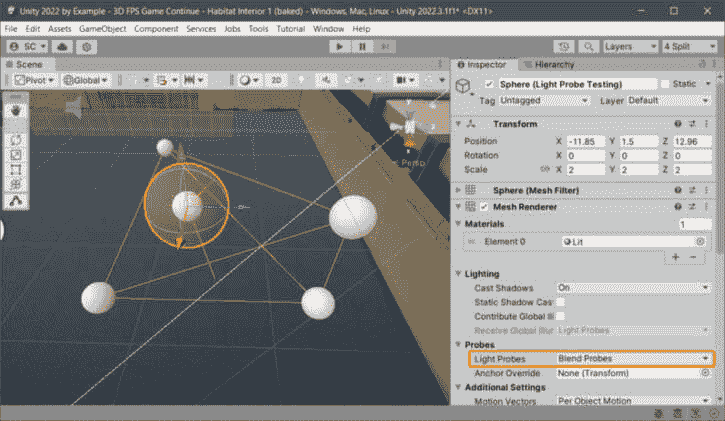 Unity 2022 by Example - 3D FPS Game Continue - Habitat Interior 1 (baked) - Windows, Mac, Linux - Unity 2022.3.1f1* <DX11>
File Edit Assets GameObject Component Services Jobs Tools Window Help
SC Layers 4 Split
Scene
Pivot Global 2D
Persp
Inspector Hierarchy
Sphere (Light Probe Testing) Static
Tag Untagged Layer Default
Transform
Position X -11.85 Y 1.5 Z 12.96
Rotation X 0 Y 0 Z 0
Scale X 2 Y 2 Z 2
Sphere (Mesh Filter)
Mesh Renderer
Materials 1
Element 0 Lit
+ −
Lighting
Cast Shadows On
Static Shadow Cas
Contribute Global Il
Receive Global Illur Light Probes
Probes
Light Probes Blend Probes
Anchor Override None (Transform)
Additional Settings
Motion Vectors Per Object Motion